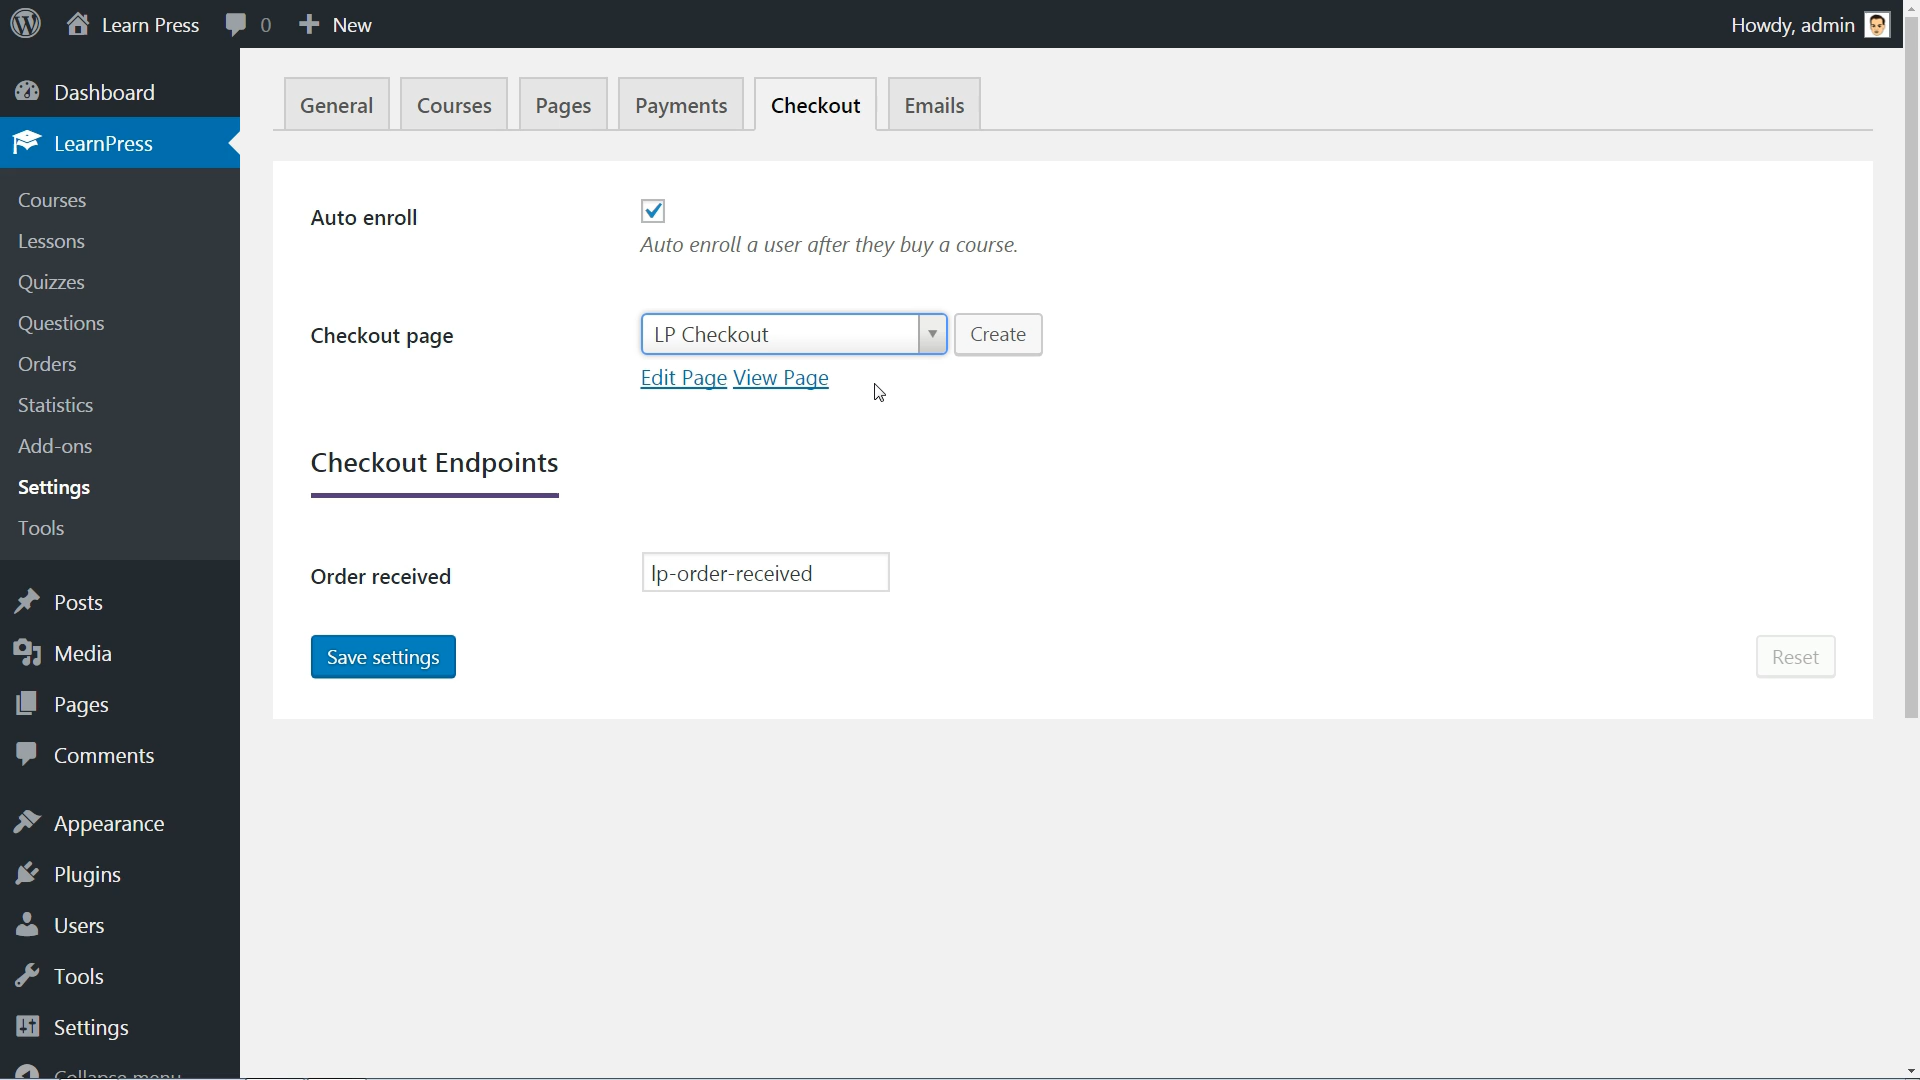 Learn Press 0 New Howdy, admin
Dashboard
LearnPress
Courses
Lessons
Quizzes
Questions
Orders
Statistics
Add-ons
Settings
Tools
Posts
Media
Pages
Comments
Appearance
Plugins
Users
Tools
Settings
Collapse menu
General Courses Pages Payments Checkout Emails
Auto enroll
Auto enroll a user after they buy a course.
Checkout page LP Checkout Create
Edit Page View Page
Checkout Endpoints
Order received lp-order-received
Save settings Reset